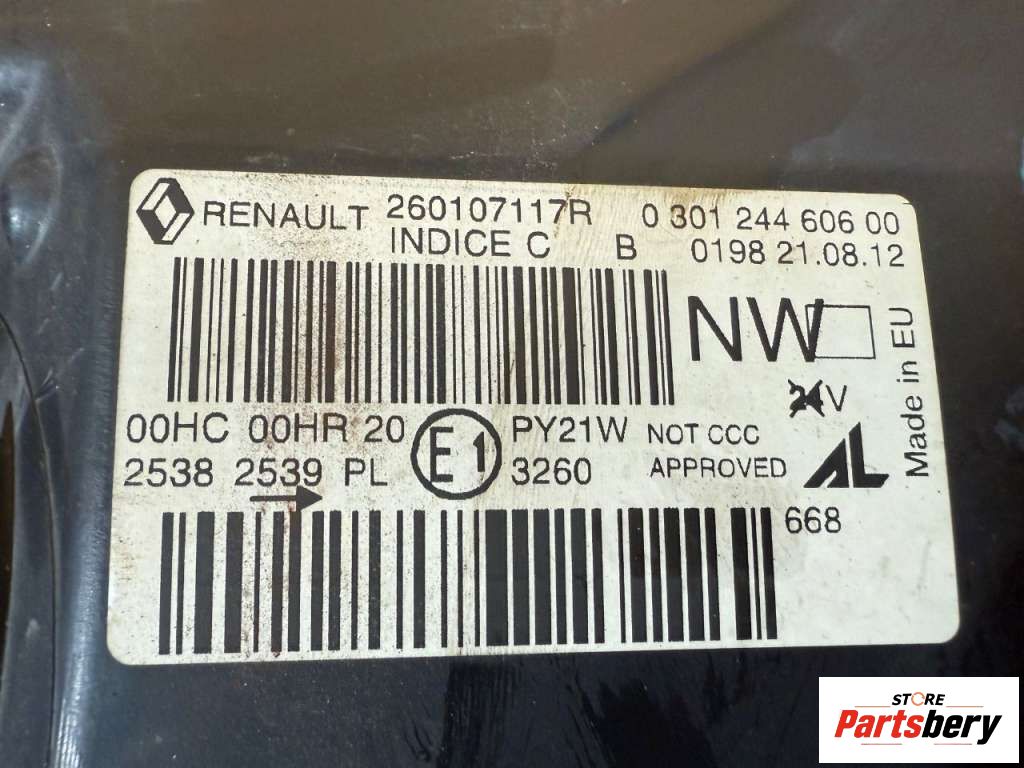 RENAULT 260107117R 0 301 244 606 00
INDICE C B 0198 21.08.12
NW
24V
Made in EU
00HC 00HR 20 E1 PY21W NOT CCC
2538 2539 PL 3260 APPROVED AL
668
STORE
Partsbery